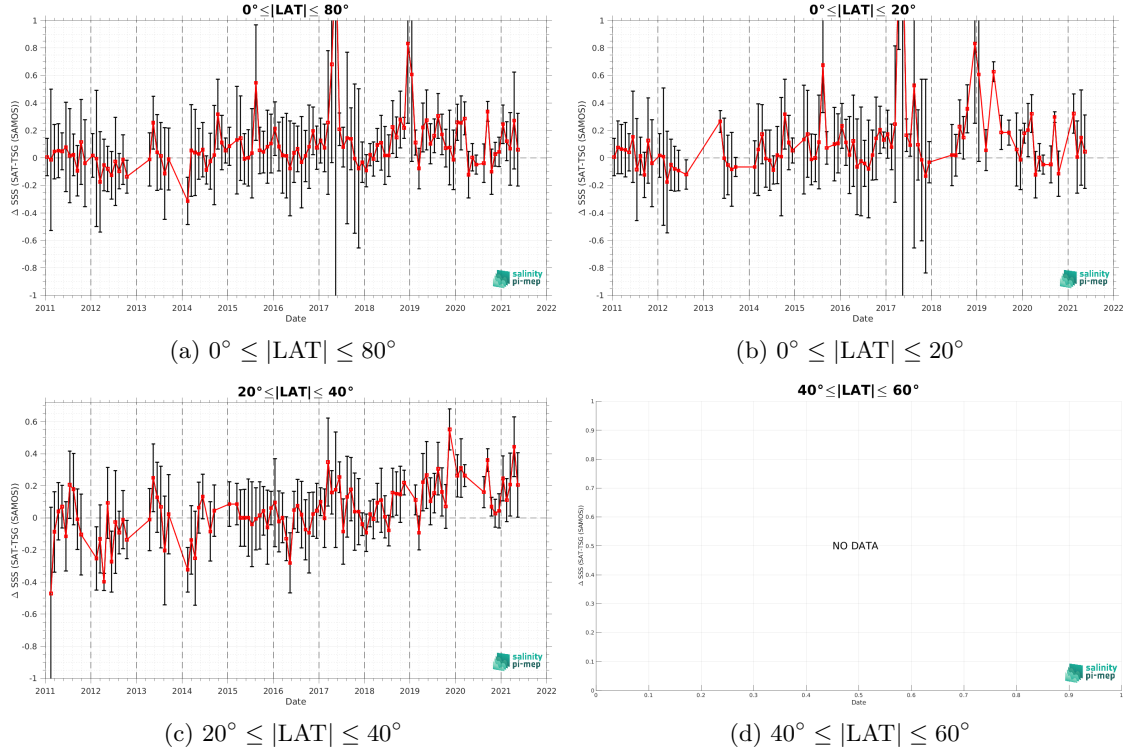 0°≤|LAT|≤ 80°
Δ SSS (SAT-TSG (SAMOS))
1
0.8
0.6
0.4
0.2
0
-0.2
-0.4
-0.6
-0.8
-1
2011 2012 2013 2014 2015 2016 2017 2018 2019 2020 2021 2022
Date
salinity
pi-mep
(a) 0° ≤ |LAT| ≤ 80°
0°≤|LAT|≤ 20°
Δ SSS (SAT-TSG (SAMOS))
1
0.8
0.6
0.4
0.2
0
-0.2
-0.4
-0.6
-0.8
-1
2011 2012 2013 2014 2015 2016 2017 2018 2019 2020 2021 2022
Date
salinity
pi-mep
(b) 0° ≤ |LAT| ≤ 20°
20°≤|LAT|≤ 40°
Δ SSS (SAT-TSG (SAMOS))
0.6
0.4
0.2
0
-0.2
-0.4
-0.6
-0.8
-1
2011 2012 2013 2014 2015 2016 2017 2018 2019 2020 2021 2022
Date
salinity
pi-mep
(c) 20° ≤ |LAT| ≤ 40°
40°≤|LAT|≤ 60°
Δ SSS (SAT-TSG (SAMOS))
1
0.9
0.8
0.7
0.6
0.5
0.4
0.3
0.2
0.1
0
NO DATA
0 0.1 0.2 0.3 0.4 0.5 0.6 0.7 0.8 0.9 1
Date
salinity
pi-mep
(d) 40° ≤ |LAT| ≤ 60°